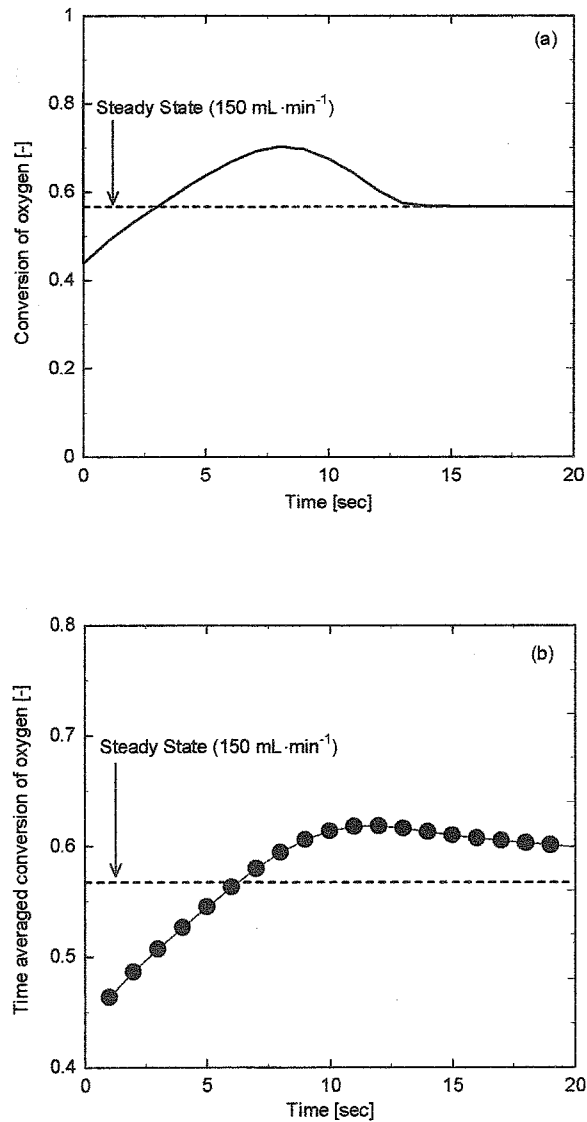 1
(a)
Steady State (150 mL·min⁻¹)
0.8
0.6
0.4
0.2
0
Conversion of oxygen [-]
0 5 10 15 20
Time [sec]
0.8
(b)
Steady State (150 mL·min⁻¹)
0.7
0.6
0.5
0.4
Time averaged conversion of oxygen [-]
0 5 10 15 20
Time [sec]